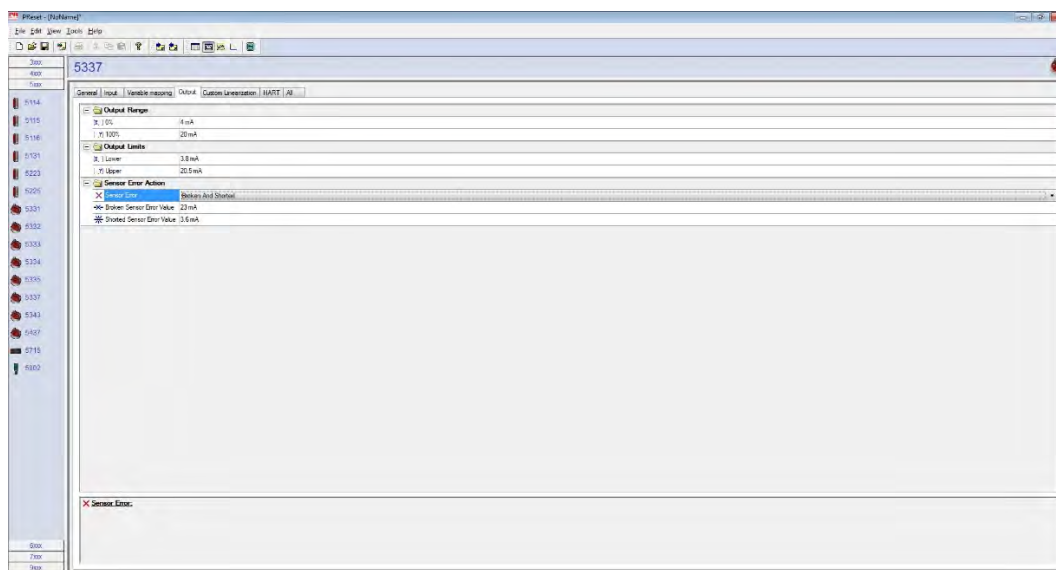 PReset - [NoName]*
File Edit View Tools Help
3xxx
4xxx
5xxx
5337
General Input Variable mapping Output Custom Linearization HART All
5114
5115
5116
5131
5223
5225
5331
5332
5333
5334
5335
5337
5343
5437
5715
5802
Output Range
0% 4 mA
100% 20 mA
Output Limits
Lower 3.8 mA
Upper 20.5 mA
Sensor Error Action
Sensor Error Broken And Shorted
Broken Sensor Error Value 23 mA
Shorted Sensor Error Value 3.6 mA
Sensor Error:
6xxx
7xxx
9xxx